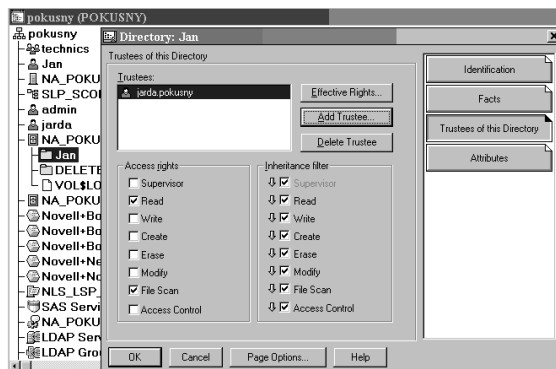 pokusny (POKUSNY)
pokusny
technics
Jan
NA_POKU
SLP_SCO
admin
jarda
NA_POKU
Jan
DELETE
VOL$LO
NA_POKU
Novell+Bo
Novell+Bo
Novell+Bo
Novell+Ne
Novell+No
NLS_LSP_
SAS Servi
NA_POKU
LDAP Ser
LDAP Gro
Directory: Jan
Trustees of this Directory
Trustees:
jarda.pokusny
Effective Rights...
Add Trustee...
Delete Trustee
Access rights
Supervisor
Read
Write
Create
Erase
Modify
File Scan
Access Control
Inheritance filter
Supervisor
Read
Write
Create
Erase
Modify
File Scan
Access Control
OK
Cancel
Page Options...
Help
Identification
Facts
Trustees of this Directory
Attributes